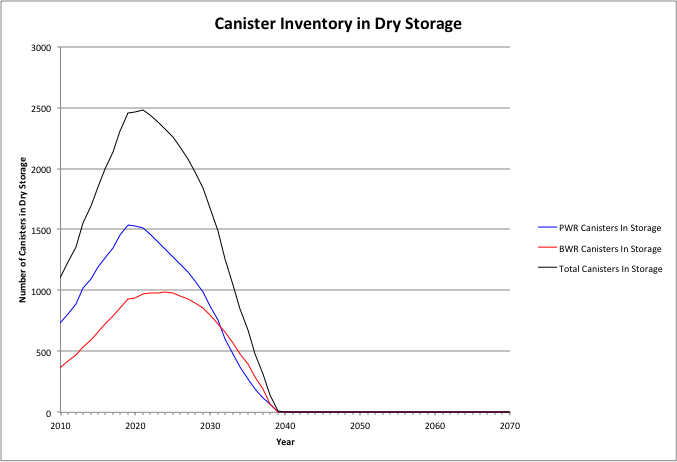 Canister Inventory in Dry Storage
3000
2500
2000
1500
1000
500
0
Number of Canisters in Dry Storage
2010 2020 2030 2040 2050 2060 2070
Year
PWR Canisters In Storage
BWR Canisters In Storage
Total Canisters In Storage